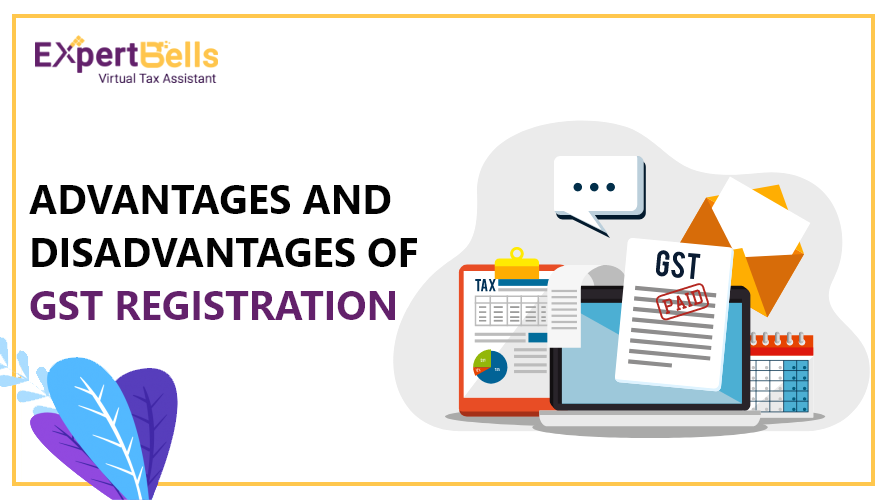 EXpertBells
Virtual Tax Assistant
ADVANTAGES AND
DISADVANTAGES OF
GST REGISTRATION
GST
PAID
TAX